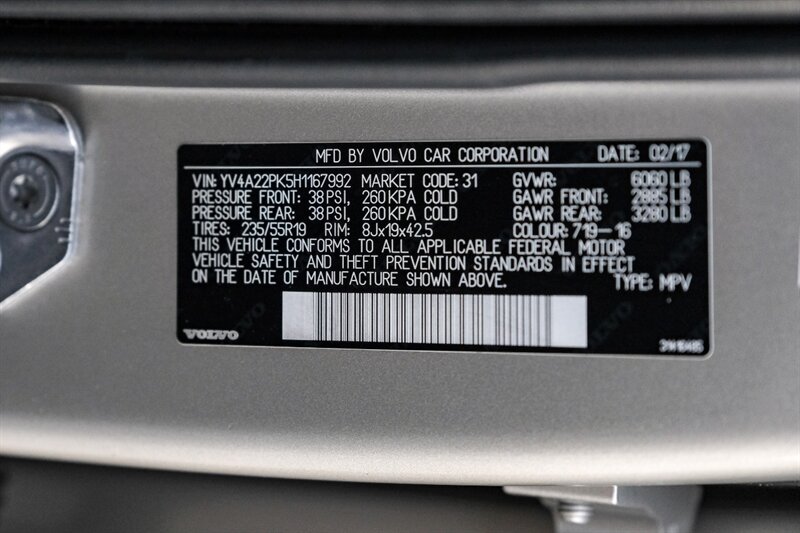 MFD BY VOLVO CAR CORPORATION DATE: 02/17
VIN: YV4A22PK5H1167992 MARKET CODE: 31 GVWR: 6060 LB
PRESSURE FRONT: 38 PSI, 260 KPA COLD GAWR FRONT: 2885 LB
PRESSURE REAR: 38 PSI, 260 KPA COLD GAWR REAR: 3280 LB
TIRES: 235/55R19 RIM: 8Jx19x42.5 COLOUR: 719-16
THIS VEHICLE CONFORMS TO ALL APPLICABLE FEDERAL MOTOR
VEHICLE SAFETY AND THEFT PREVENTION STANDARDS IN EFFECT
ON THE DATE OF MANUFACTURE SHOWN ABOVE. TYPE: MPV
VOLVO